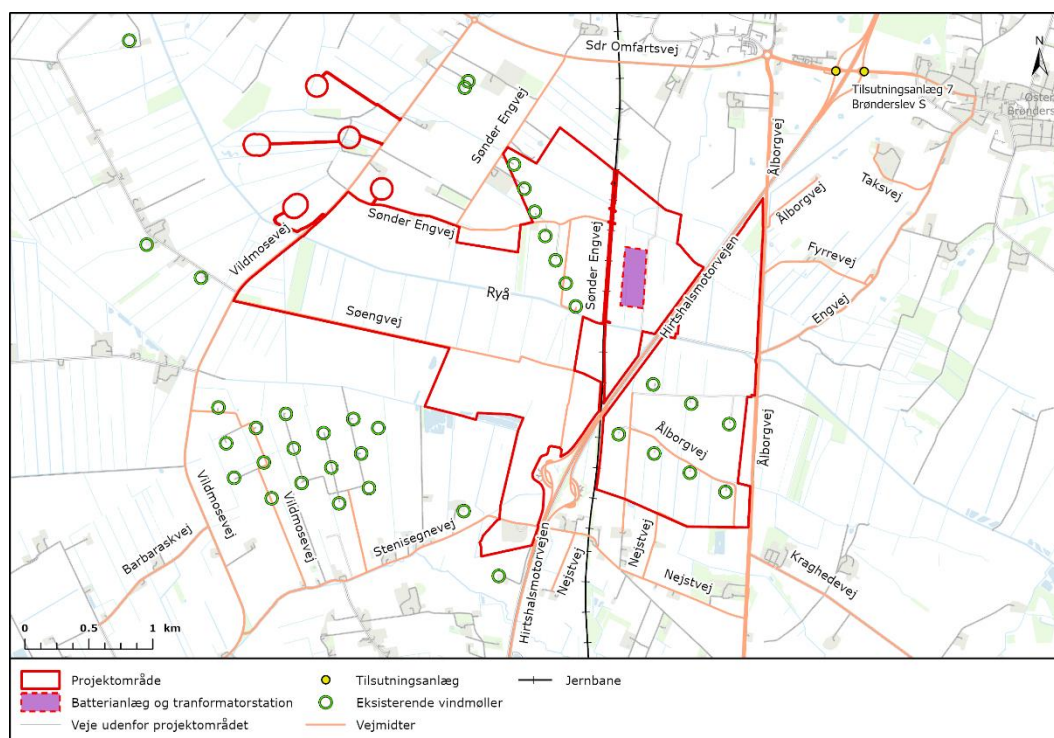 Sdr Omfartsvej
N
Tilsutningsanlæg 7
Brønderslev S
Øster
Brønders
Sønder Engvej
Ålborgvej
Taksvej
Ålborgvej
Vildmosevej
Sønder Engvej
Fyrrevej
Sønder Engvej
Hirtshalsmotorvejen
Engvej
Ryå
Søengvej
Ålborgvej
Ålborgvej
Vildmosevej
Vildmosevej
Stenisegnevej
Barbaraskvej
Hirtshalsmotorvejen
Nejstvej
Nejstvej
Nejstvej
Kraghedevej
0 0.5 1 km
Projektområde
Tilsutningsanlæg
Jernbane
Batterianlæg og tranformatorstation
Eksisterende vindmøller
Veje udenfor projektområdet
Vejmidter